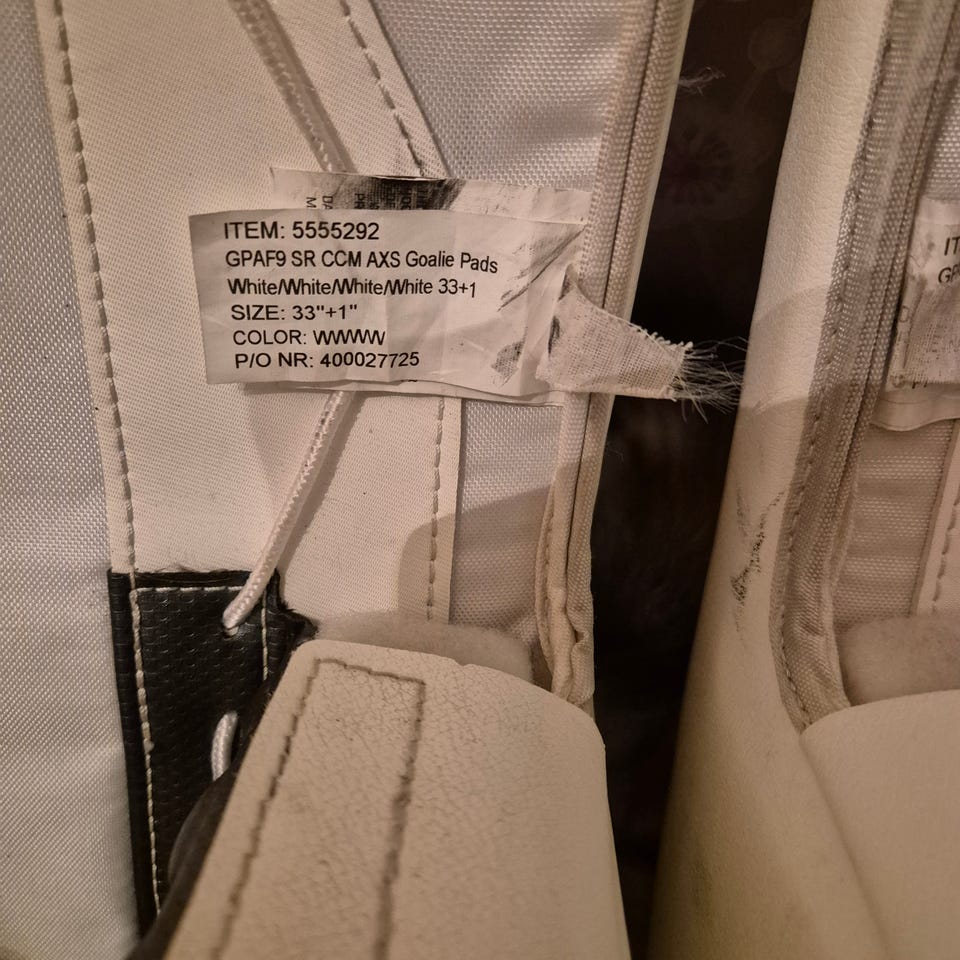 ITEM: 5555292
GPAF9 SR CCM AXS Goalie Pads
White/White/White/White 33+1
SIZE: 33"+1"
COLOR: WWWW
P/O NR: 400027725